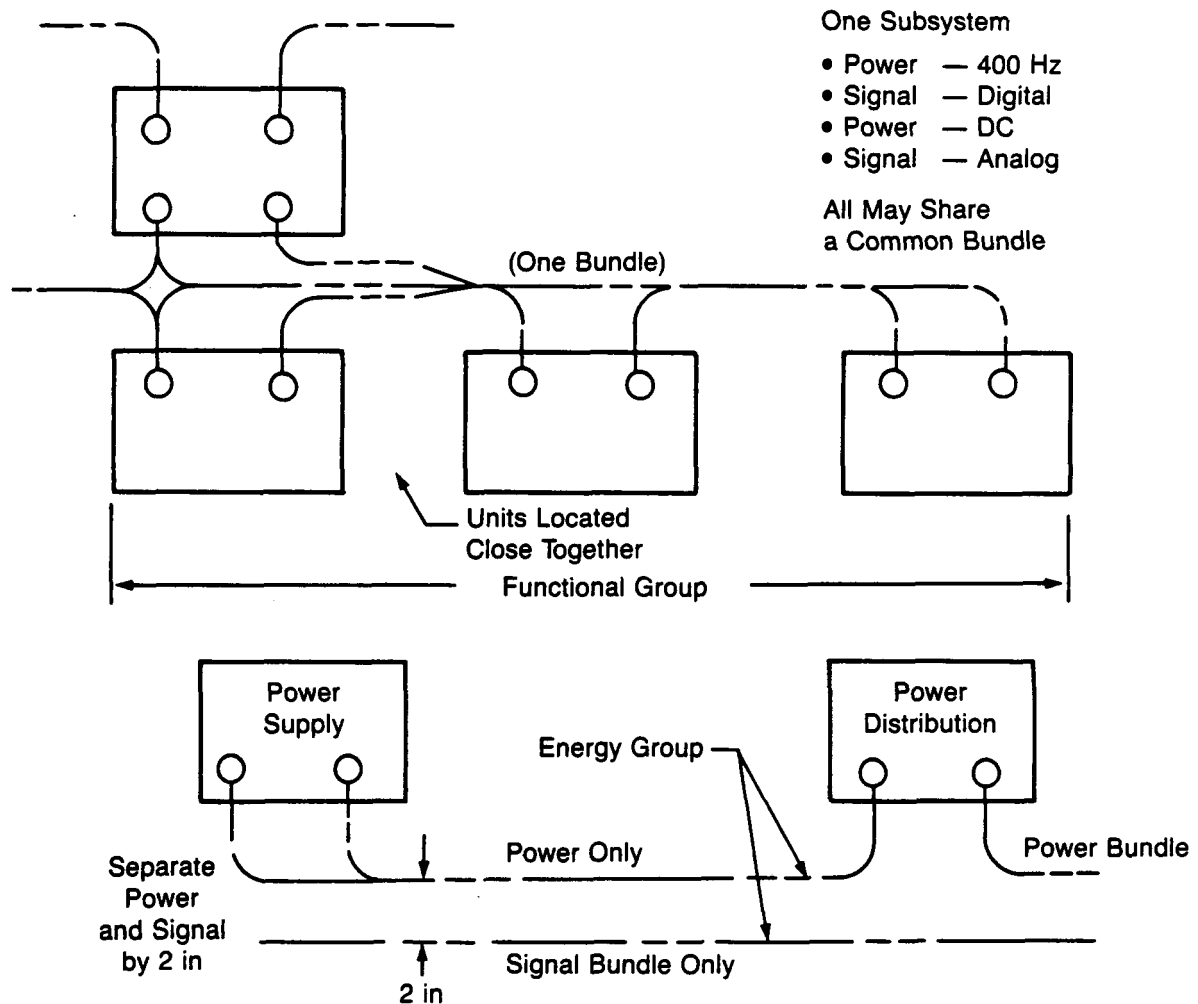 One Subsystem
• Power — 400 Hz
• Signal — Digital
• Power — DC
• Signal — Analog
All May Share
a Common Bundle
(One Bundle)
Units Located
Close Together
Functional Group
Power
Supply
Power
Distribution
Energy Group
Separate
Power
and Signal
by 2 in
Power Only
Power Bundle
Signal Bundle Only
2 in